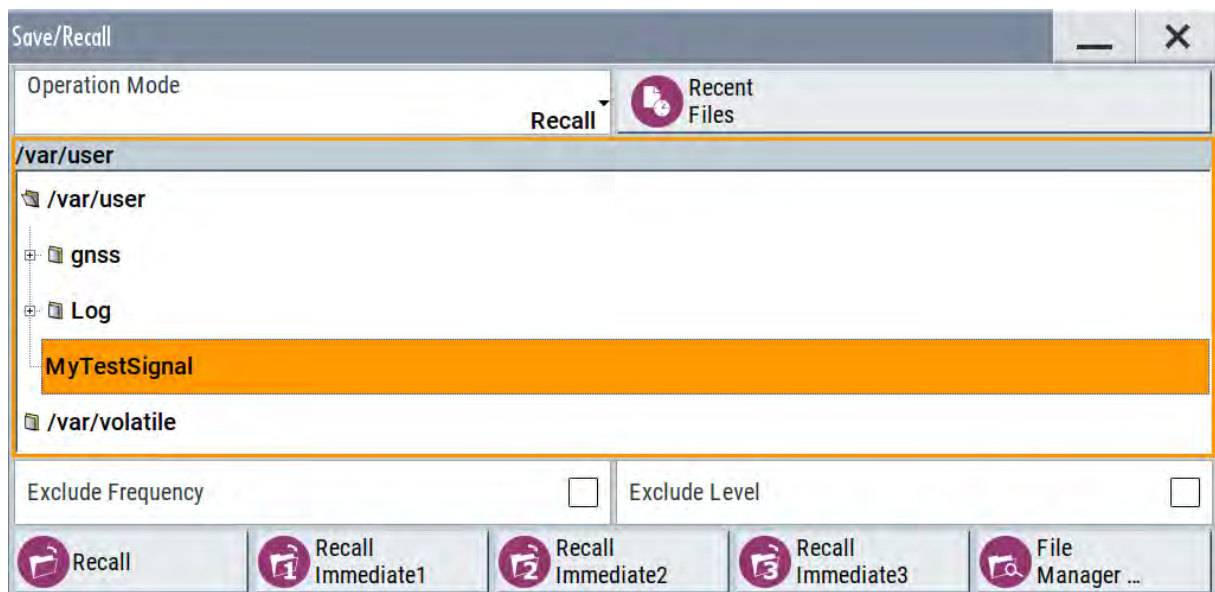 Save/Recall
Operation Mode
Recall
Recent
Files
/var/user
/var/user
gnss
Log
MyTestSignal
/var/volatile
Exclude Frequency
Exclude Level
Recall
Recall
Immediate1
Recall
Immediate2
Recall
Immediate3
File
Manager ...